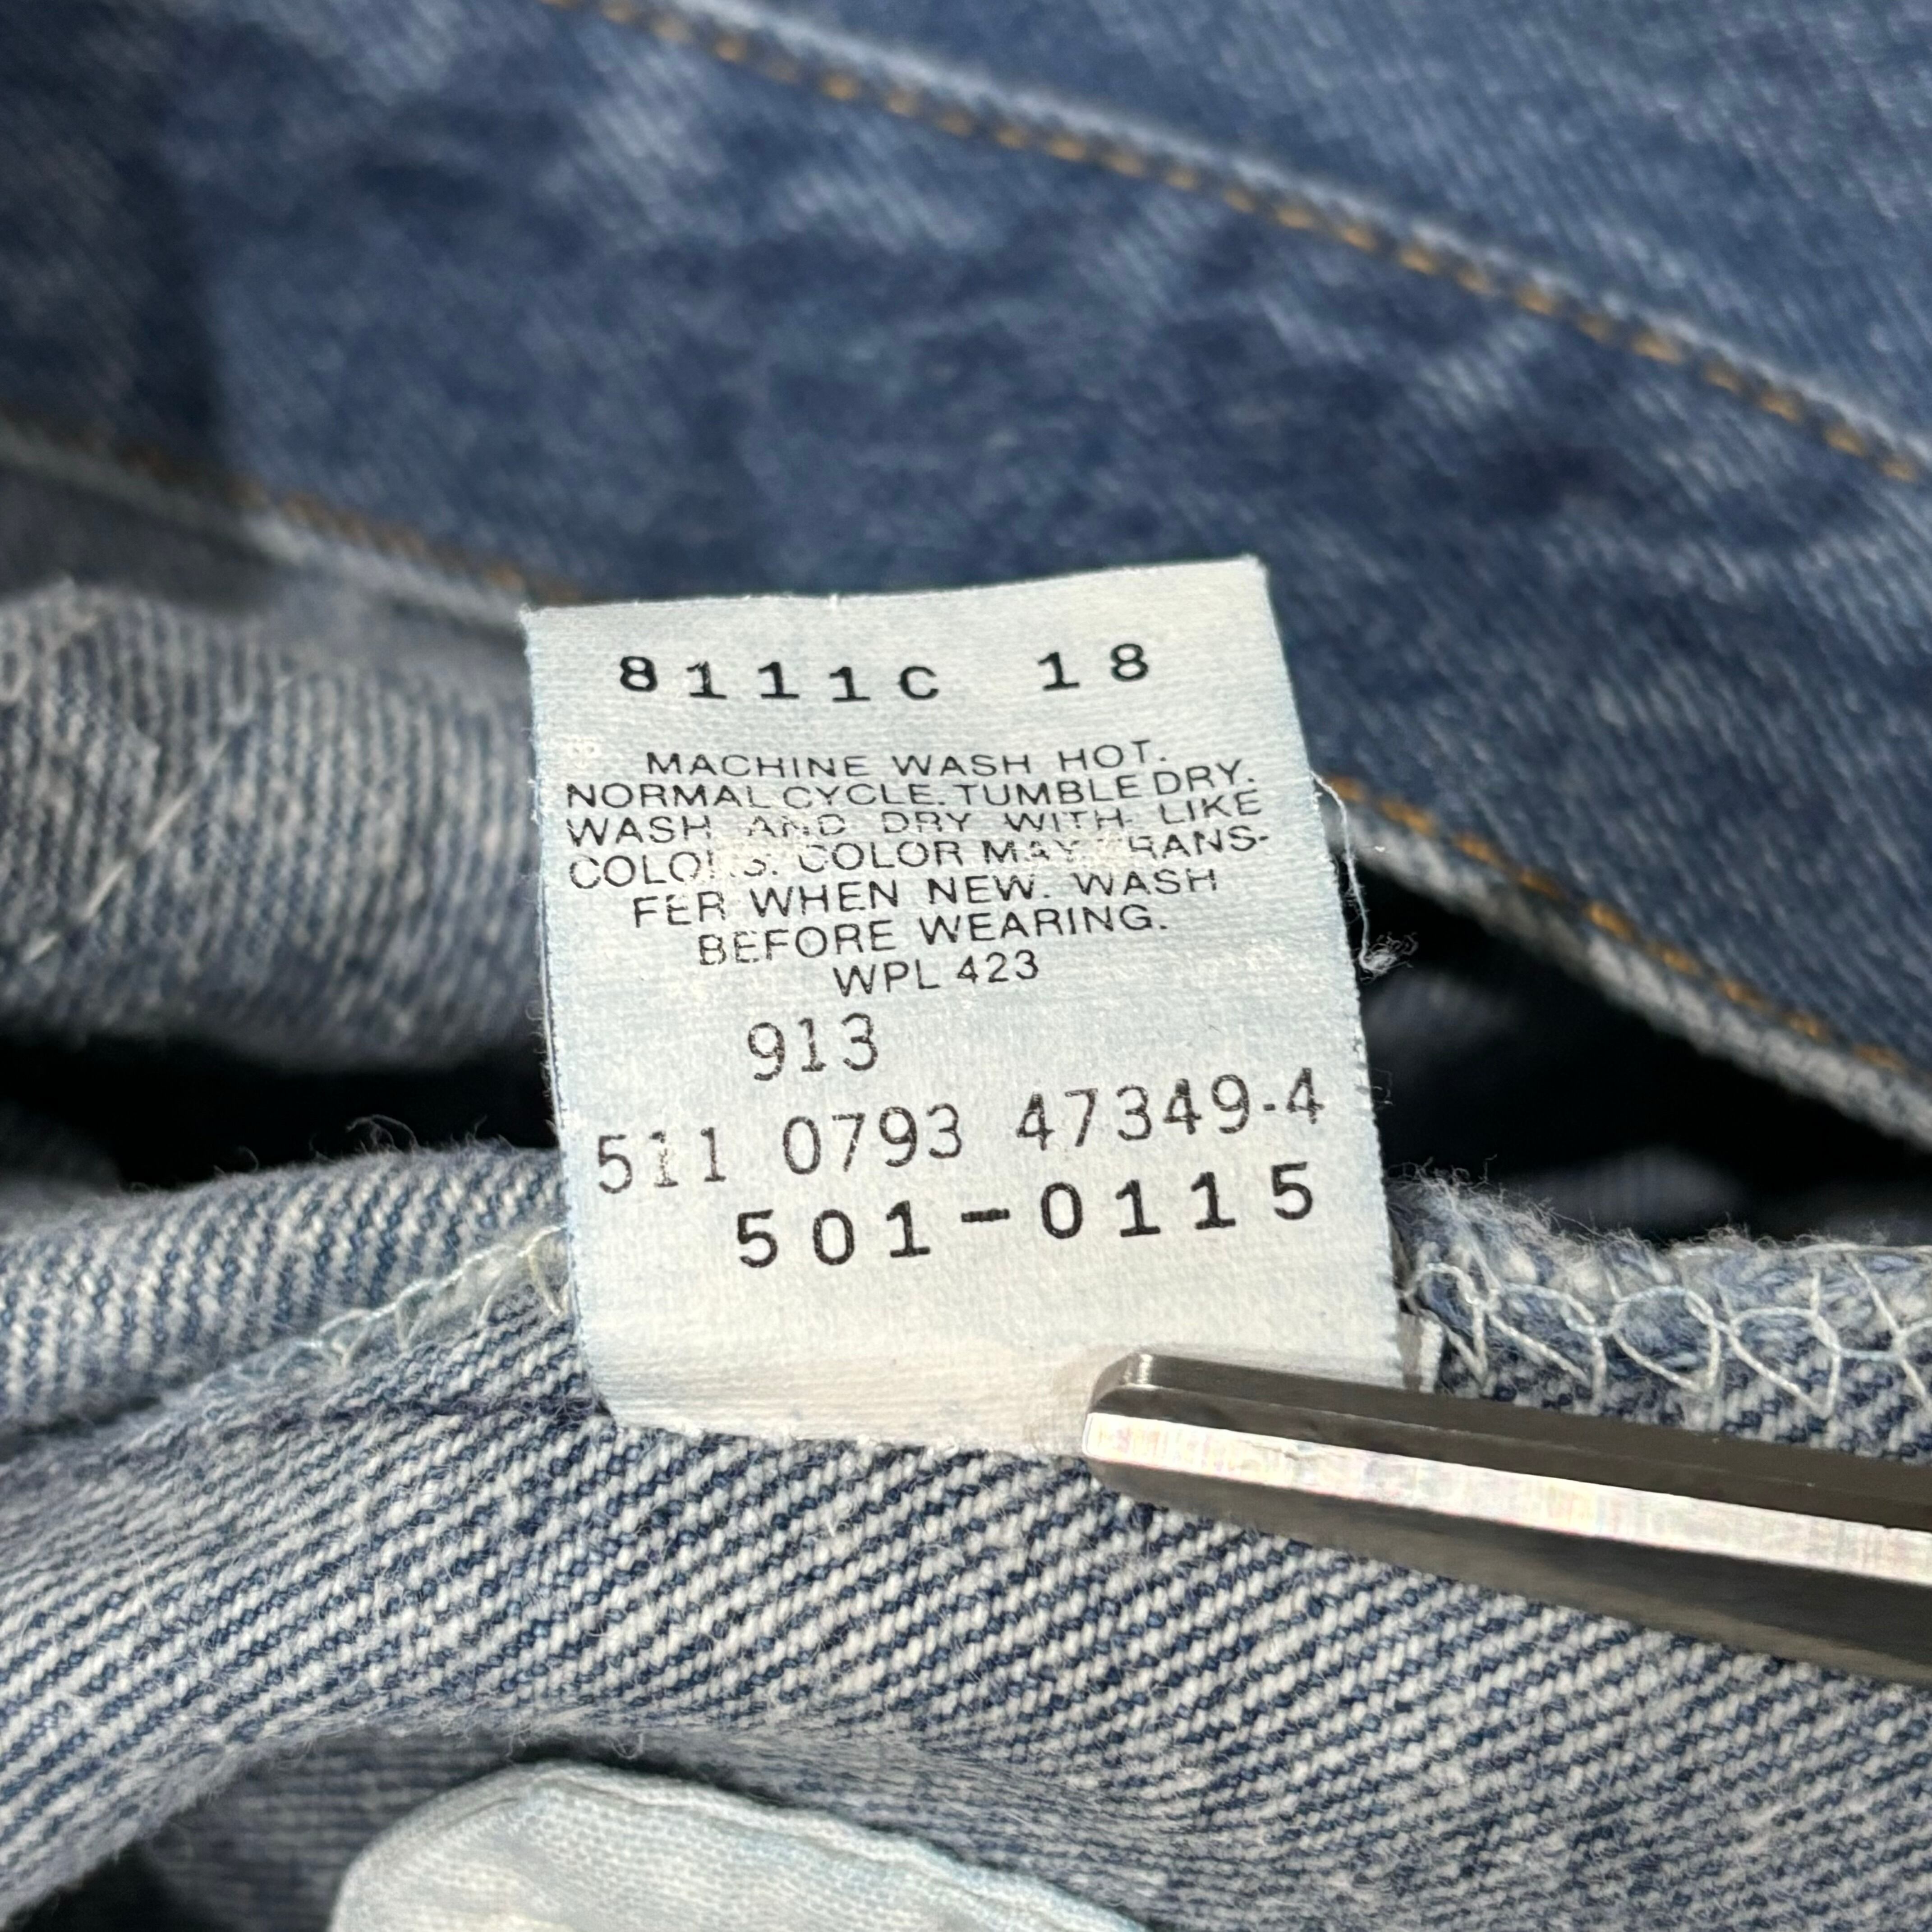 8111C 18
MACHINE WASH HOT.
NORMAL CYCLE. TUMBLE DRY.
WASH AND DRY WITH LIKE
COLORS. COLOR MAY TRANS-
FER WHEN NEW. WASH
BEFORE WEARING.
WPL 423
913
511 0793 47349-4
501-0115